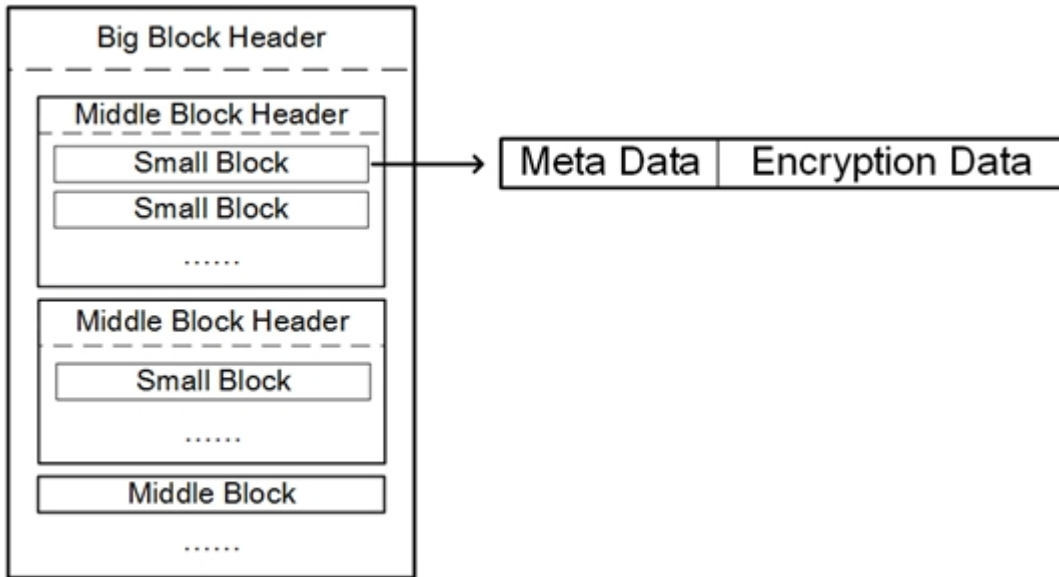 Big Block Header
Middle Block Header
Small Block
Small Block
......
Middle Block Header
Small Block
......
Middle Block
......
Meta Data
Encryption Data